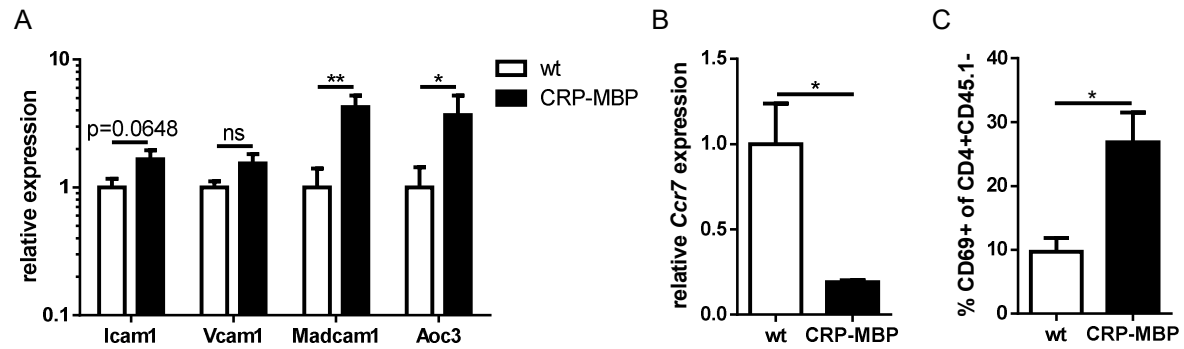 A
relative expression
10
1
0.1
p=0.0648
ns
**
*
Icam1
Vcam1
Madcam1
Aoc3
wt
CRP-MBP
B
relative Ccr7 expression
1.5
1.0
0.5
0.0
*
wt
CRP-MBP
C
% CD69+ of CD4+CD45.1-
40
30
20
10
0
*
wt
CRP-MBP